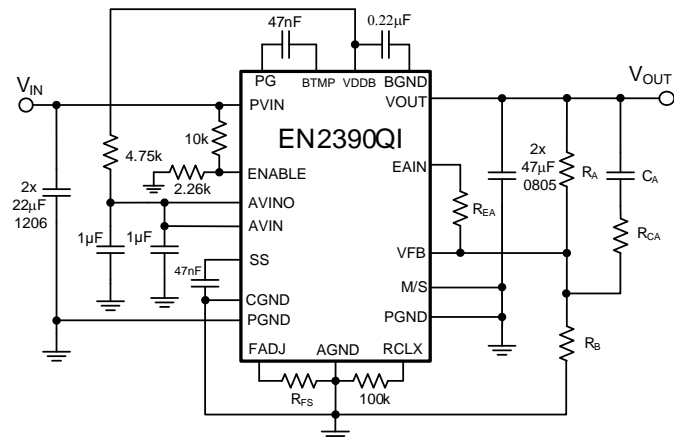 47nF
0.22µF
PG
BTMP
VDDB
BGND
VIN
VOUT
PVIN
VOUT
10k
EN2390QI
4.75k
2x
47µF
0805
RA
CA
EAIN
ENABLE
2.26k
2x
22µF
1206
AVINO
REA
RCA
AVIN
1µF
1µF
VFB
SS
47nF
M/S
CGND
PGND
PGND
RB
FADJ
AGND
RCLX
RFS
100k